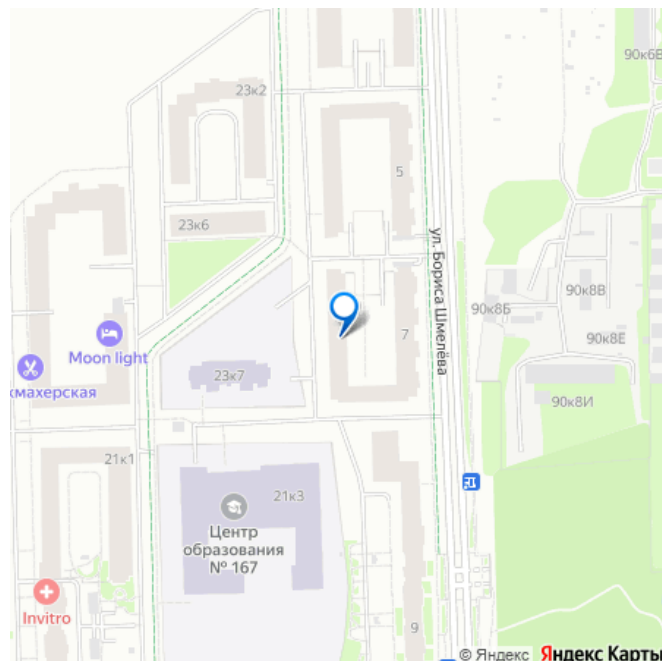 90к6В
23к2
5
23к6
ул. Бориса Шмелёва
90к8В
90к8Б
7
90к8Е
Moon light
кмахерская
23к7
90к8И
21к1
21к3
Центр
образования
№ 167
Invitro
9
© Яндекс Яндекс Карты